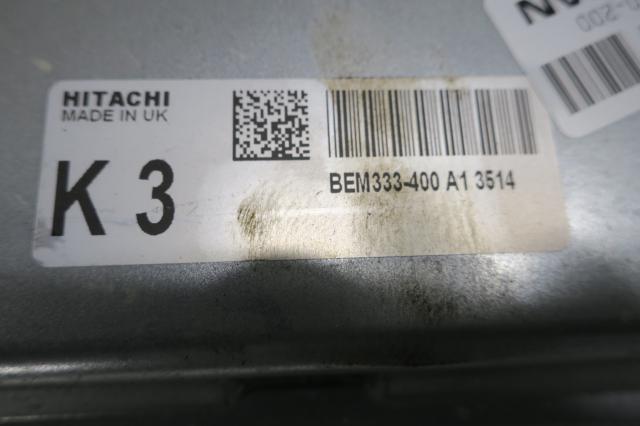 HITACHI
MADE IN UK
K 3
BEM333-400 A1 3514